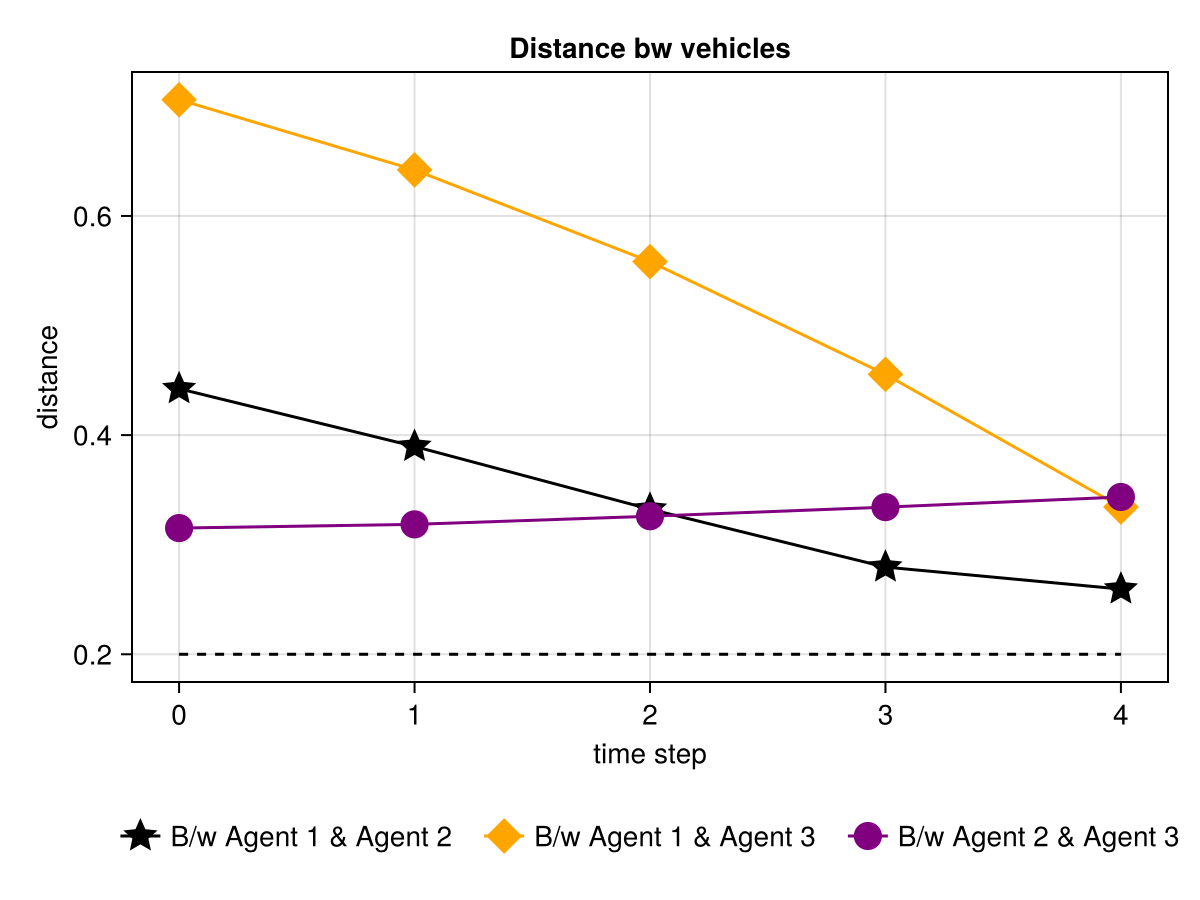 Distance bw vehicles
distance
0.6
0.4
0.2
0 1 2 3 4
time step
B/w Agent 1 & Agent 2 B/w Agent 1 & Agent 3 B/w Agent 2 & Agent 3